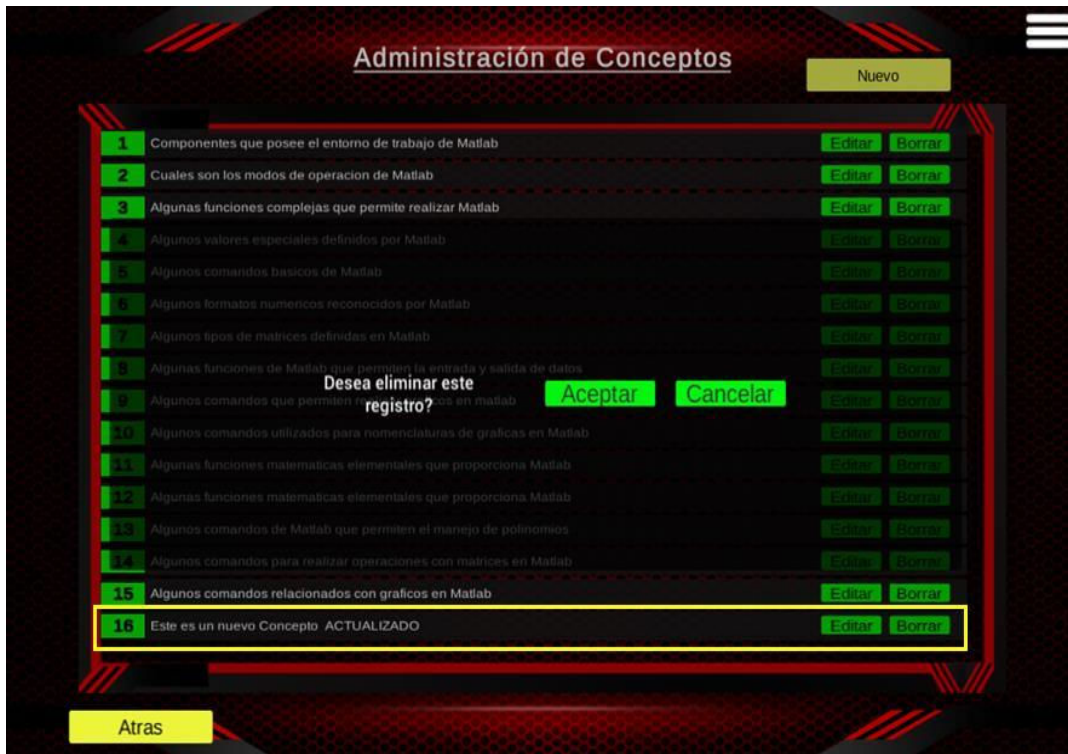 Administración de Conceptos
Nuevo
1 Componentes que posee el entorno de trabajo de Matlab Editar Borrar
2 Cuales son los modos de operacion de Matlab Editar Borrar
3 Algunas funciones complejas que permite realizar Matlab Editar Borrar
4 Algunos valores especiales definidos por Matlab Editar Borrar
5 Algunos comandos basicos de Matlab Editar Borrar
6 Algunos formatos numericos reconocidos por Matlab Editar Borrar
7 Algunos tipos de matrices definidas en Matlab Editar Borrar
8 Algunas funciones de Matlab que permiten la entrada y salida de datos Editar Borrar
Desea eliminar este
registro?
Aceptar Cancelar
9 Algunos comandos que permiten en matlab Editar Borrar
10 Algunos comandos utilizados para nomenclaturas de graficas en Matlab Editar Borrar
11 Algunas funciones matematicas elementales que proporciona Matlab Editar Borrar
12 Algunas funciones matematicas elementales que proporciona Matlab Editar Borrar
13 Algunos comandos de Matlab que permiten el manejo de polinomios Editar Borrar
14 Algunos comandos para realizar operaciones con matrices en Matlab Editar Borrar
15 Algunos comandos relacionados con graficos en Matlab Editar Borrar
16 Este es un nuevo Concepto ACTUALIZADO Editar Borrar
Atras